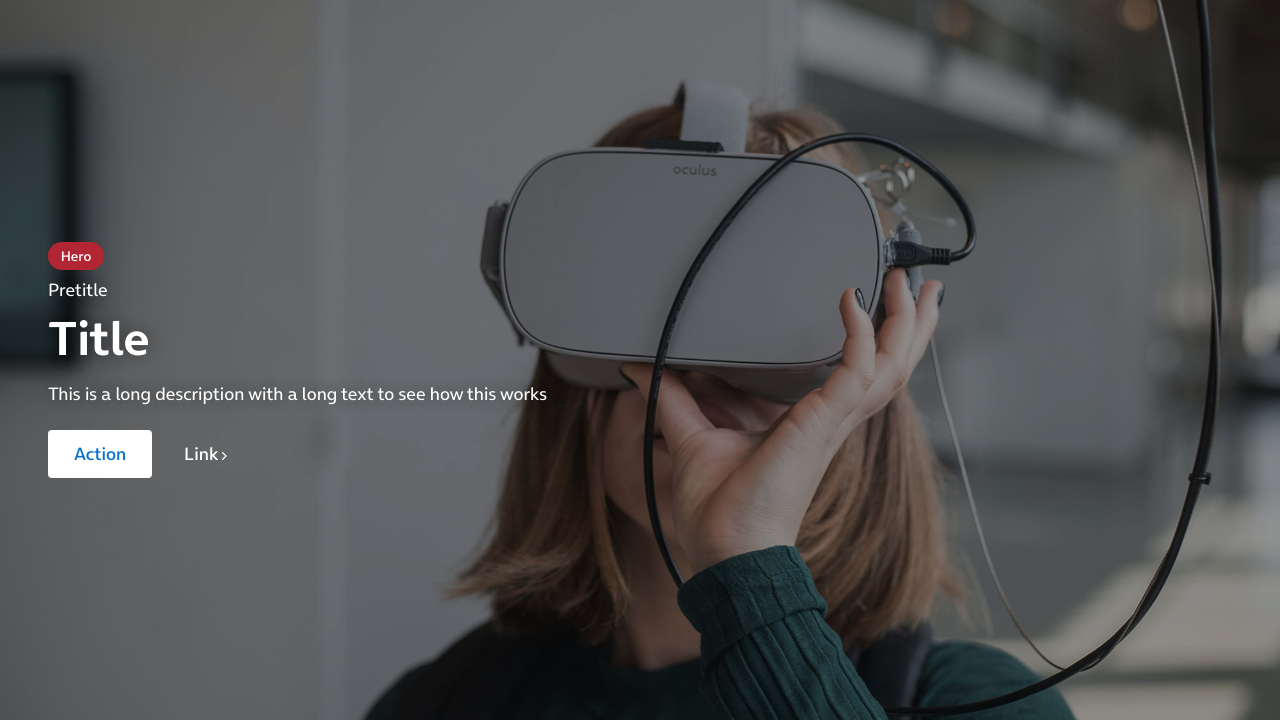 oculus
Hero
Pretitle
Title
This is a long description with a long text to see how this works
Action
Link